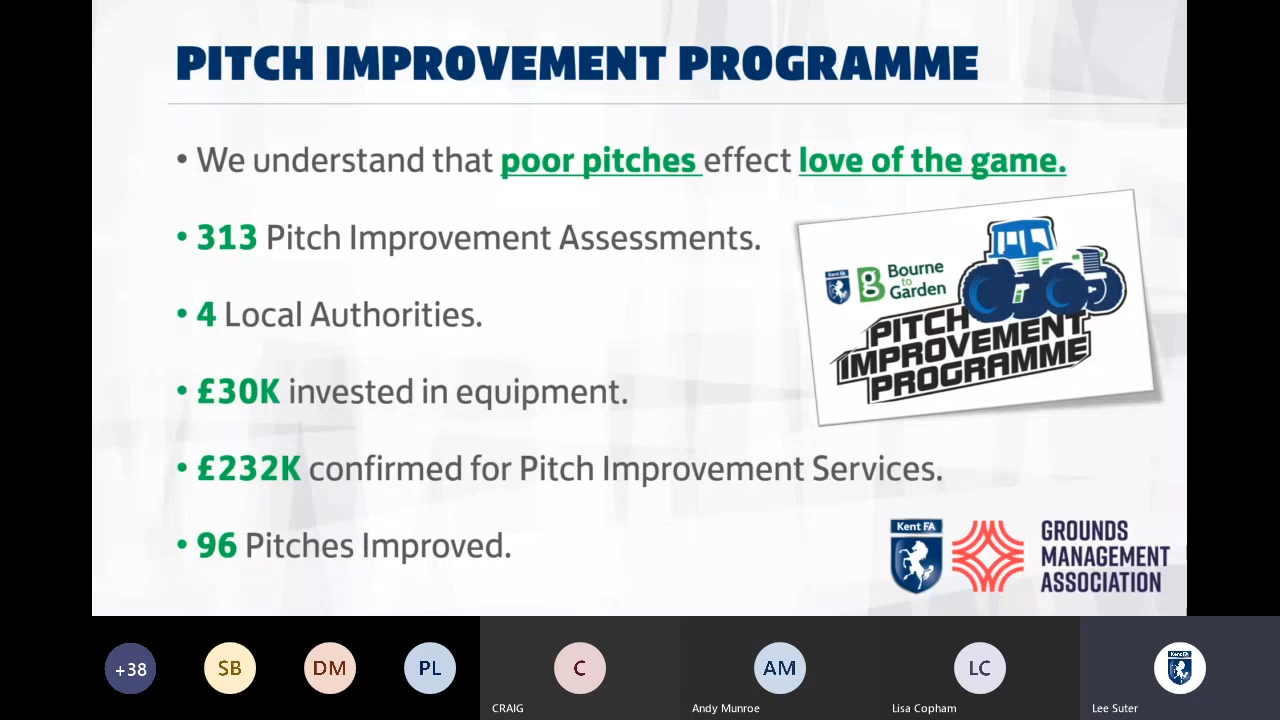 PITCH IMPROVEMENT PROGRAMME
• We understand that poor pitches effect love of the game.
• 313 Pitch Improvement Assessments.
• 4 Local Authorities.
• £30K invested in equipment.
• £232K confirmed for Pitch Improvement Services.
• 96 Pitches Improved.
Kent FA
Bourne
to
Garden
PITCH
IMPROVEMENT
PROGRAMME
Kent FA
GROUNDS
MANAGEMENT
ASSOCIATION
+38
SB
DM
PL
C
CRAIG
AM
Andy Munroe
LC
Lisa Copham
Kent FA
Lee Suter